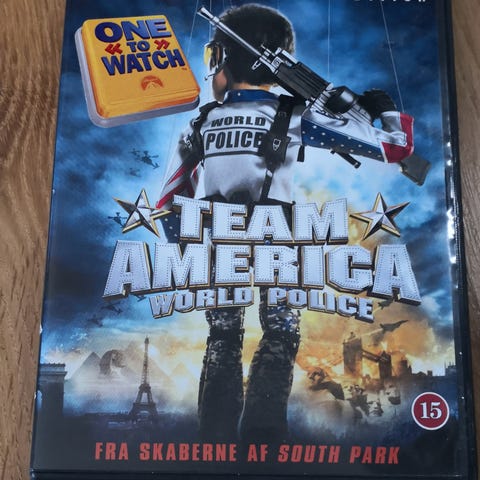 ONE
TO
WATCH
WORLD
POLICE
TEAM
AMERICA
WORLD POLICE
15
FRA SKABERNE AF SOUTH PARK